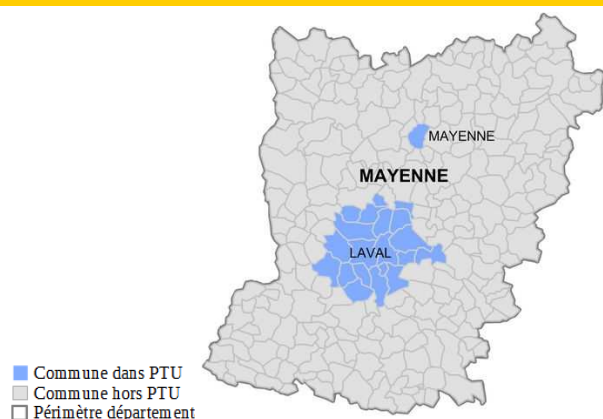 MAYENNE
MAYENNE
LAVAL
Commune dans PTU
Commune hors PTU
Périmètre département